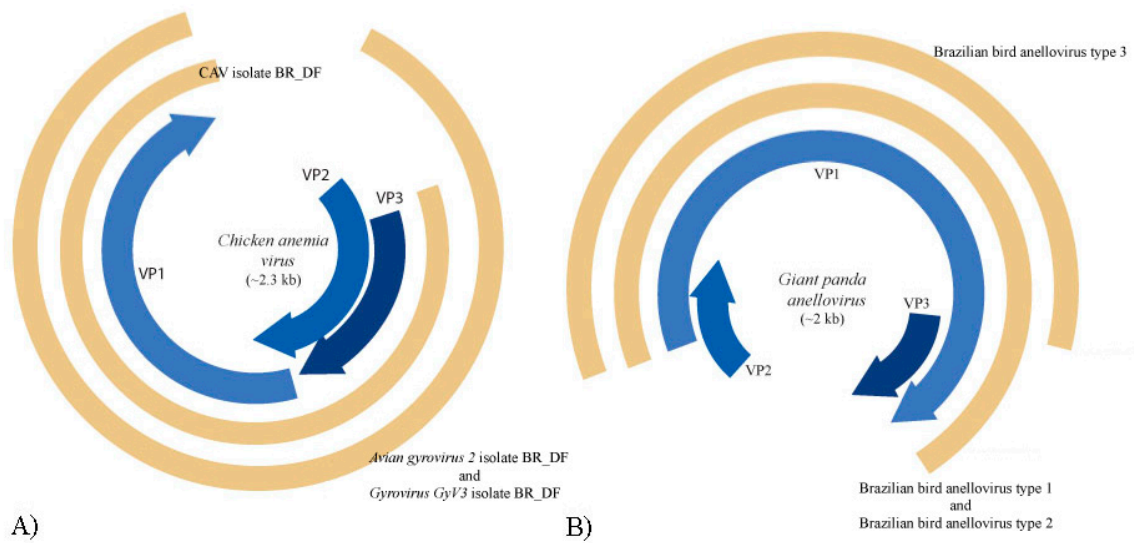 CAV isolate BR_DF
VP2
VP3
Chicken anemia
virus
(~2.3 kb)
VP1
Avian gyrovirus 2 isolate BR_DF
and
Gyrovirus GyV3 isolate BR_DF
A)
Brazilian bird anellovirus type 3
VP1
Giant panda
anellovirus
(~2 kb)
VP3
VP2
Brazilian bird anellovirus type 1
and
Brazilian bird anellovirus type 2
B)